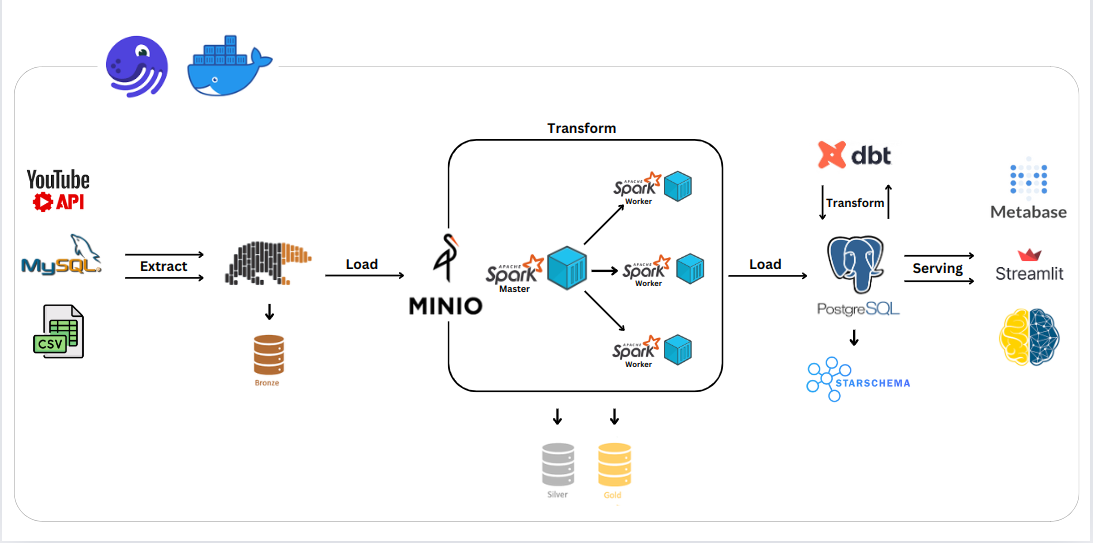 Transform
YouTube
API
MySQL
Extract
CSV
Bronze
Load
MINIO
APACHE
Spark
Master
APACHE
Spark
Worker
APACHE
Spark
Worker
APACHE
Spark
Worker
Silver
Gold
Load
dbt
Transform
PostgreSQL
STARSCHEMA
Serving
Metabase
Streamlit